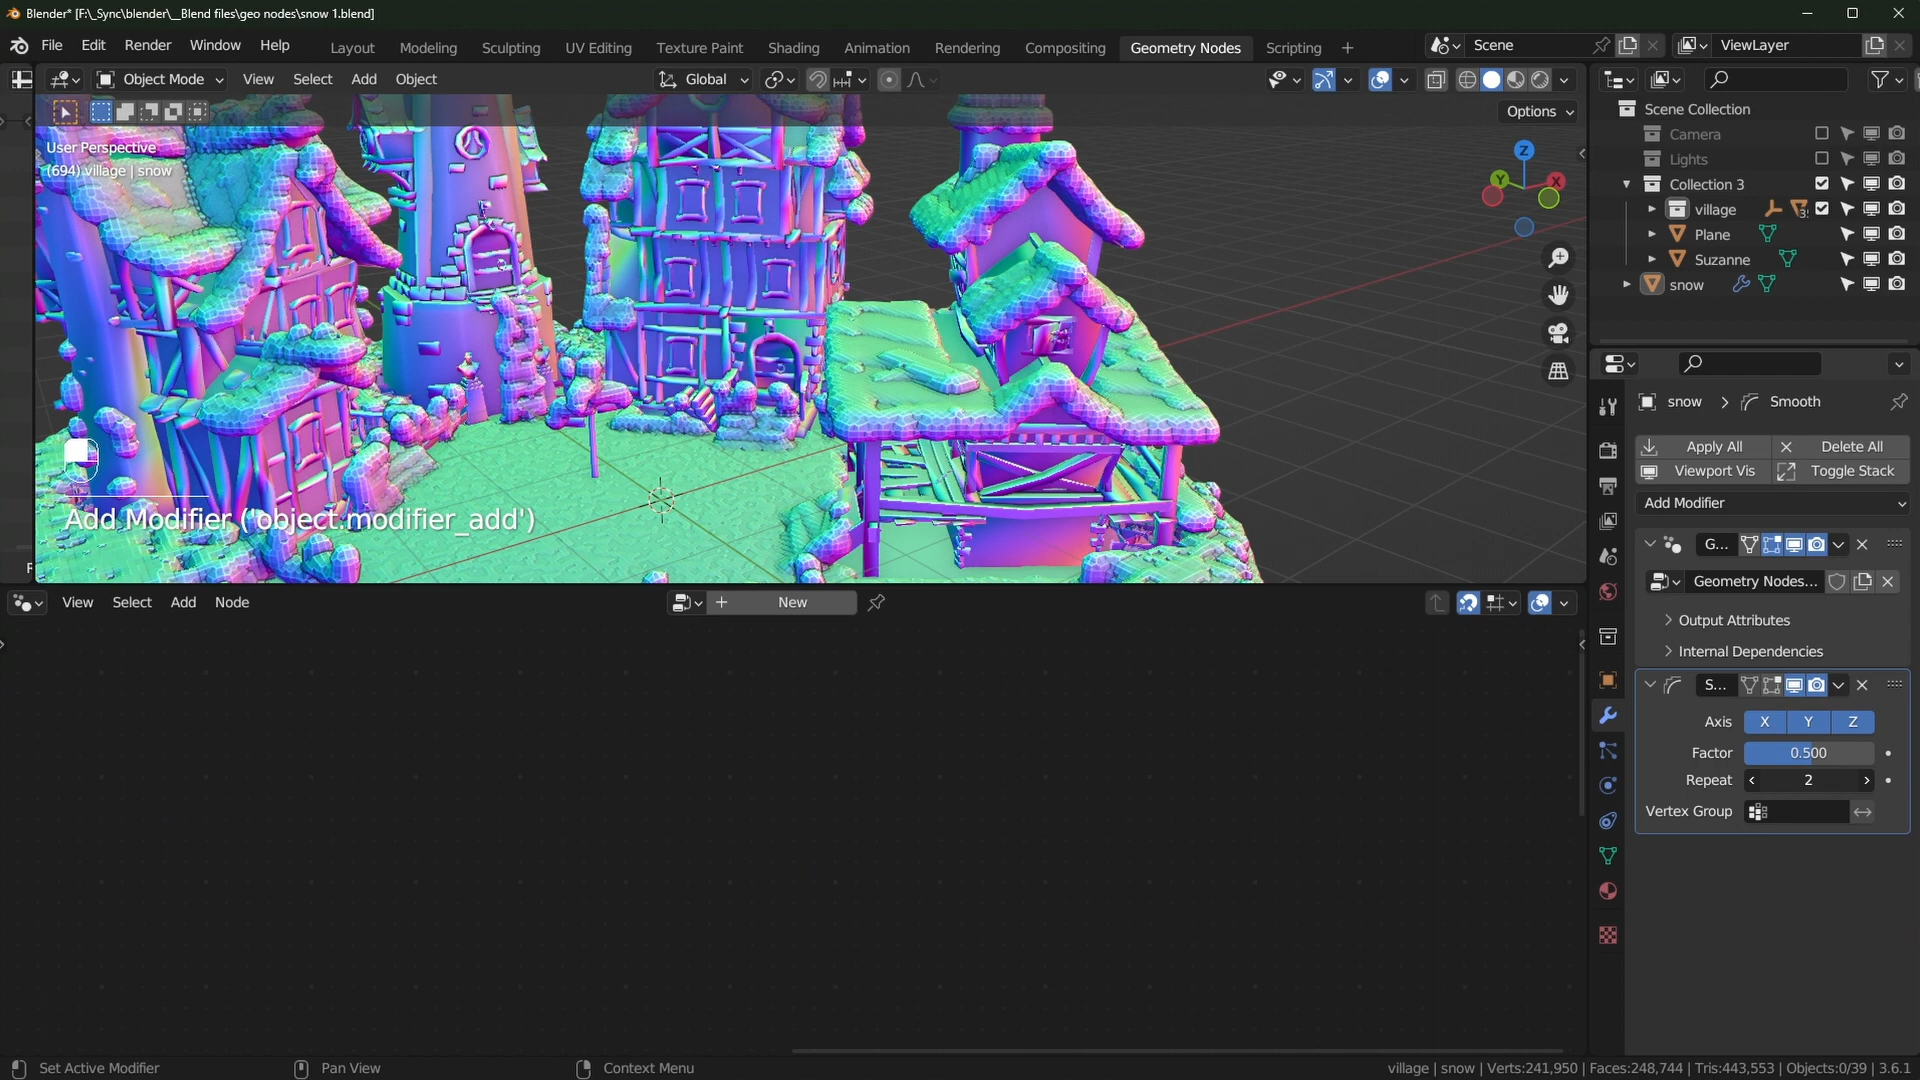 Blender* [F:\_Sync\blender\__Blend files\geo nodes\snow 1.blend]
File Edit Render Window Help
Layout Modeling Sculpting UV Editing Texture Paint Shading Animation Rendering Compositing Geometry Nodes Scripting +
Scene
ViewLayer
Object Mode View Select Add Object
Global
Options
User Perspective
(694) village | snow
Z
Y
X
Add Modifier ('object.modifier_add')
Scene Collection
Camera
Lights
Collection 3
village
Plane
Suzanne
snow
snow > Smooth
Apply All
Delete All
Viewport Vis
Toggle Stack
Add Modifier
G...
Geometry Nodes...
Output Attributes
Internal Dependencies
S...
Axis X Y Z
Factor 0.500
Repeat 2
Vertex Group
View Select Add Node
+ New
Set Active Modifier
Pan View
Context Menu
village | snow | Verts:241,950 | Faces:248,744 | Tris:443,553 | Objects:0/39 | 3.6.1